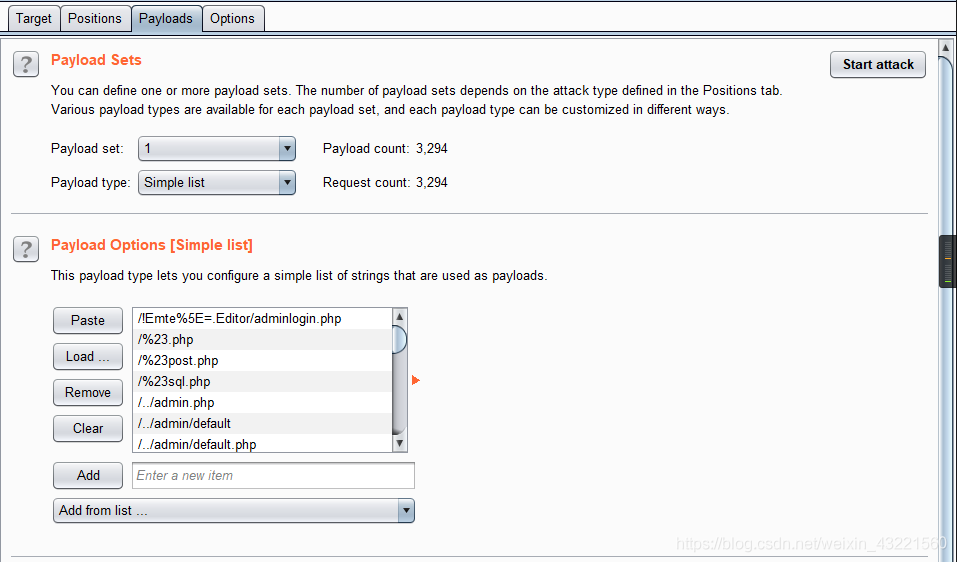 Target Positions Payloads Options
? Payload Sets Start attack
You can define one or more payload sets. The number of payload sets depends on the attack type defined in the Positions tab.
Various payload types are available for each payload set, and each payload type can be customized in different ways.
Payload set: 1 Payload count: 3,294
Payload type: Simple list Request count: 3,294
? Payload Options [Simple list]
This payload type lets you configure a simple list of strings that are used as payloads.
Paste
Load ...
Remove
Clear
/!Emte%5E=.Editor/adminlogin.php
/%23.php
/%23post.php
/%23sql.php
/../admin.php
/../admin/default
/../admin/default.php
Add Enter a new item
Add from list ...
https://blog.csdn.net/weixin_43221560